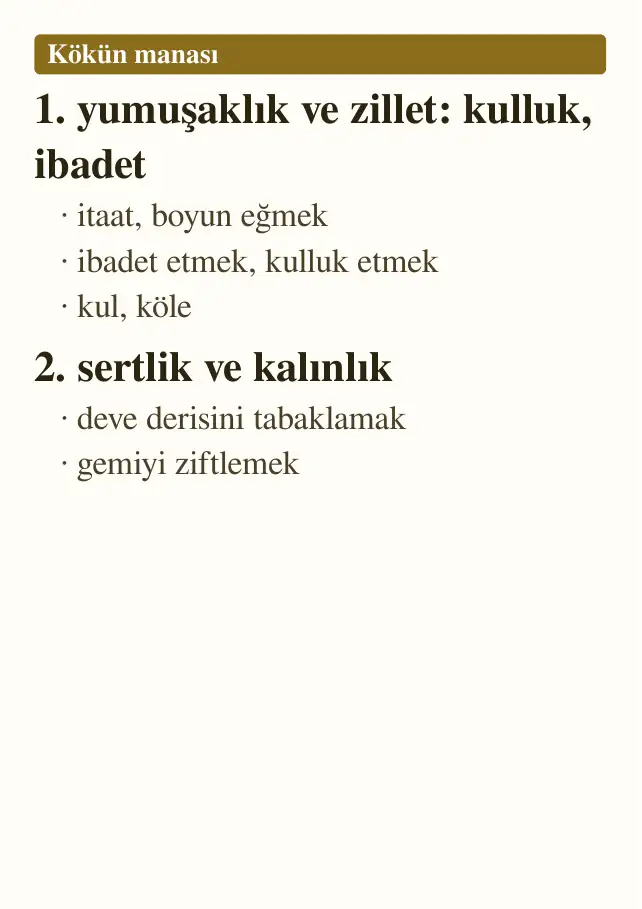 Kökün manası
1. yumuşaklık ve zillet: kulluk,
ibadet
· itaat, boyun eğmek
· ibadet etmek, kulluk etmek
· kul, köle
2. sertlik ve kalınlık
· deve derisini tabaklamak
· gemiyi ziftlemek